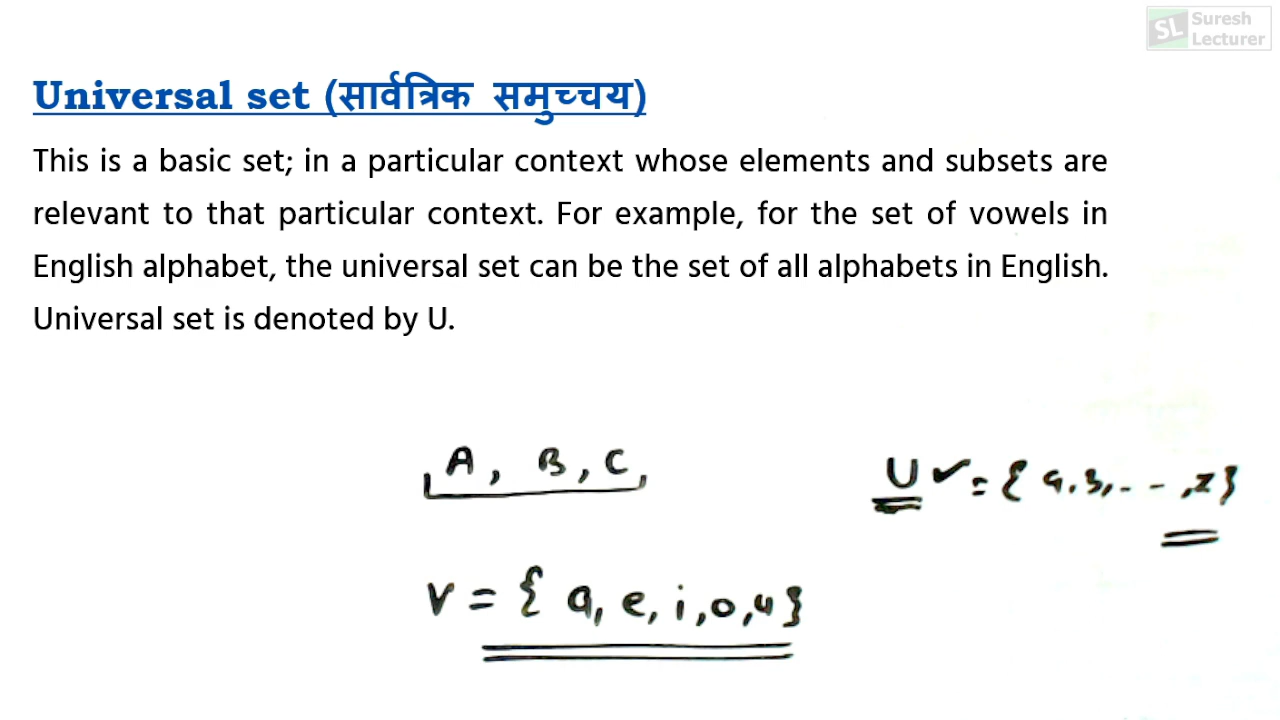 SL Suresh Lecturer
Universal set (सार्वत्रिक समुच्चय)
This is a basic set; in a particular context whose elements and subsets are
relevant to that particular context. For example, for the set of vowels in
English alphabet, the universal set can be the set of all alphabets in English.
Universal set is denoted by U.
A, B, C,
U ✓ = { a, b, . - - , z }
V = { a, e, i, o, u }